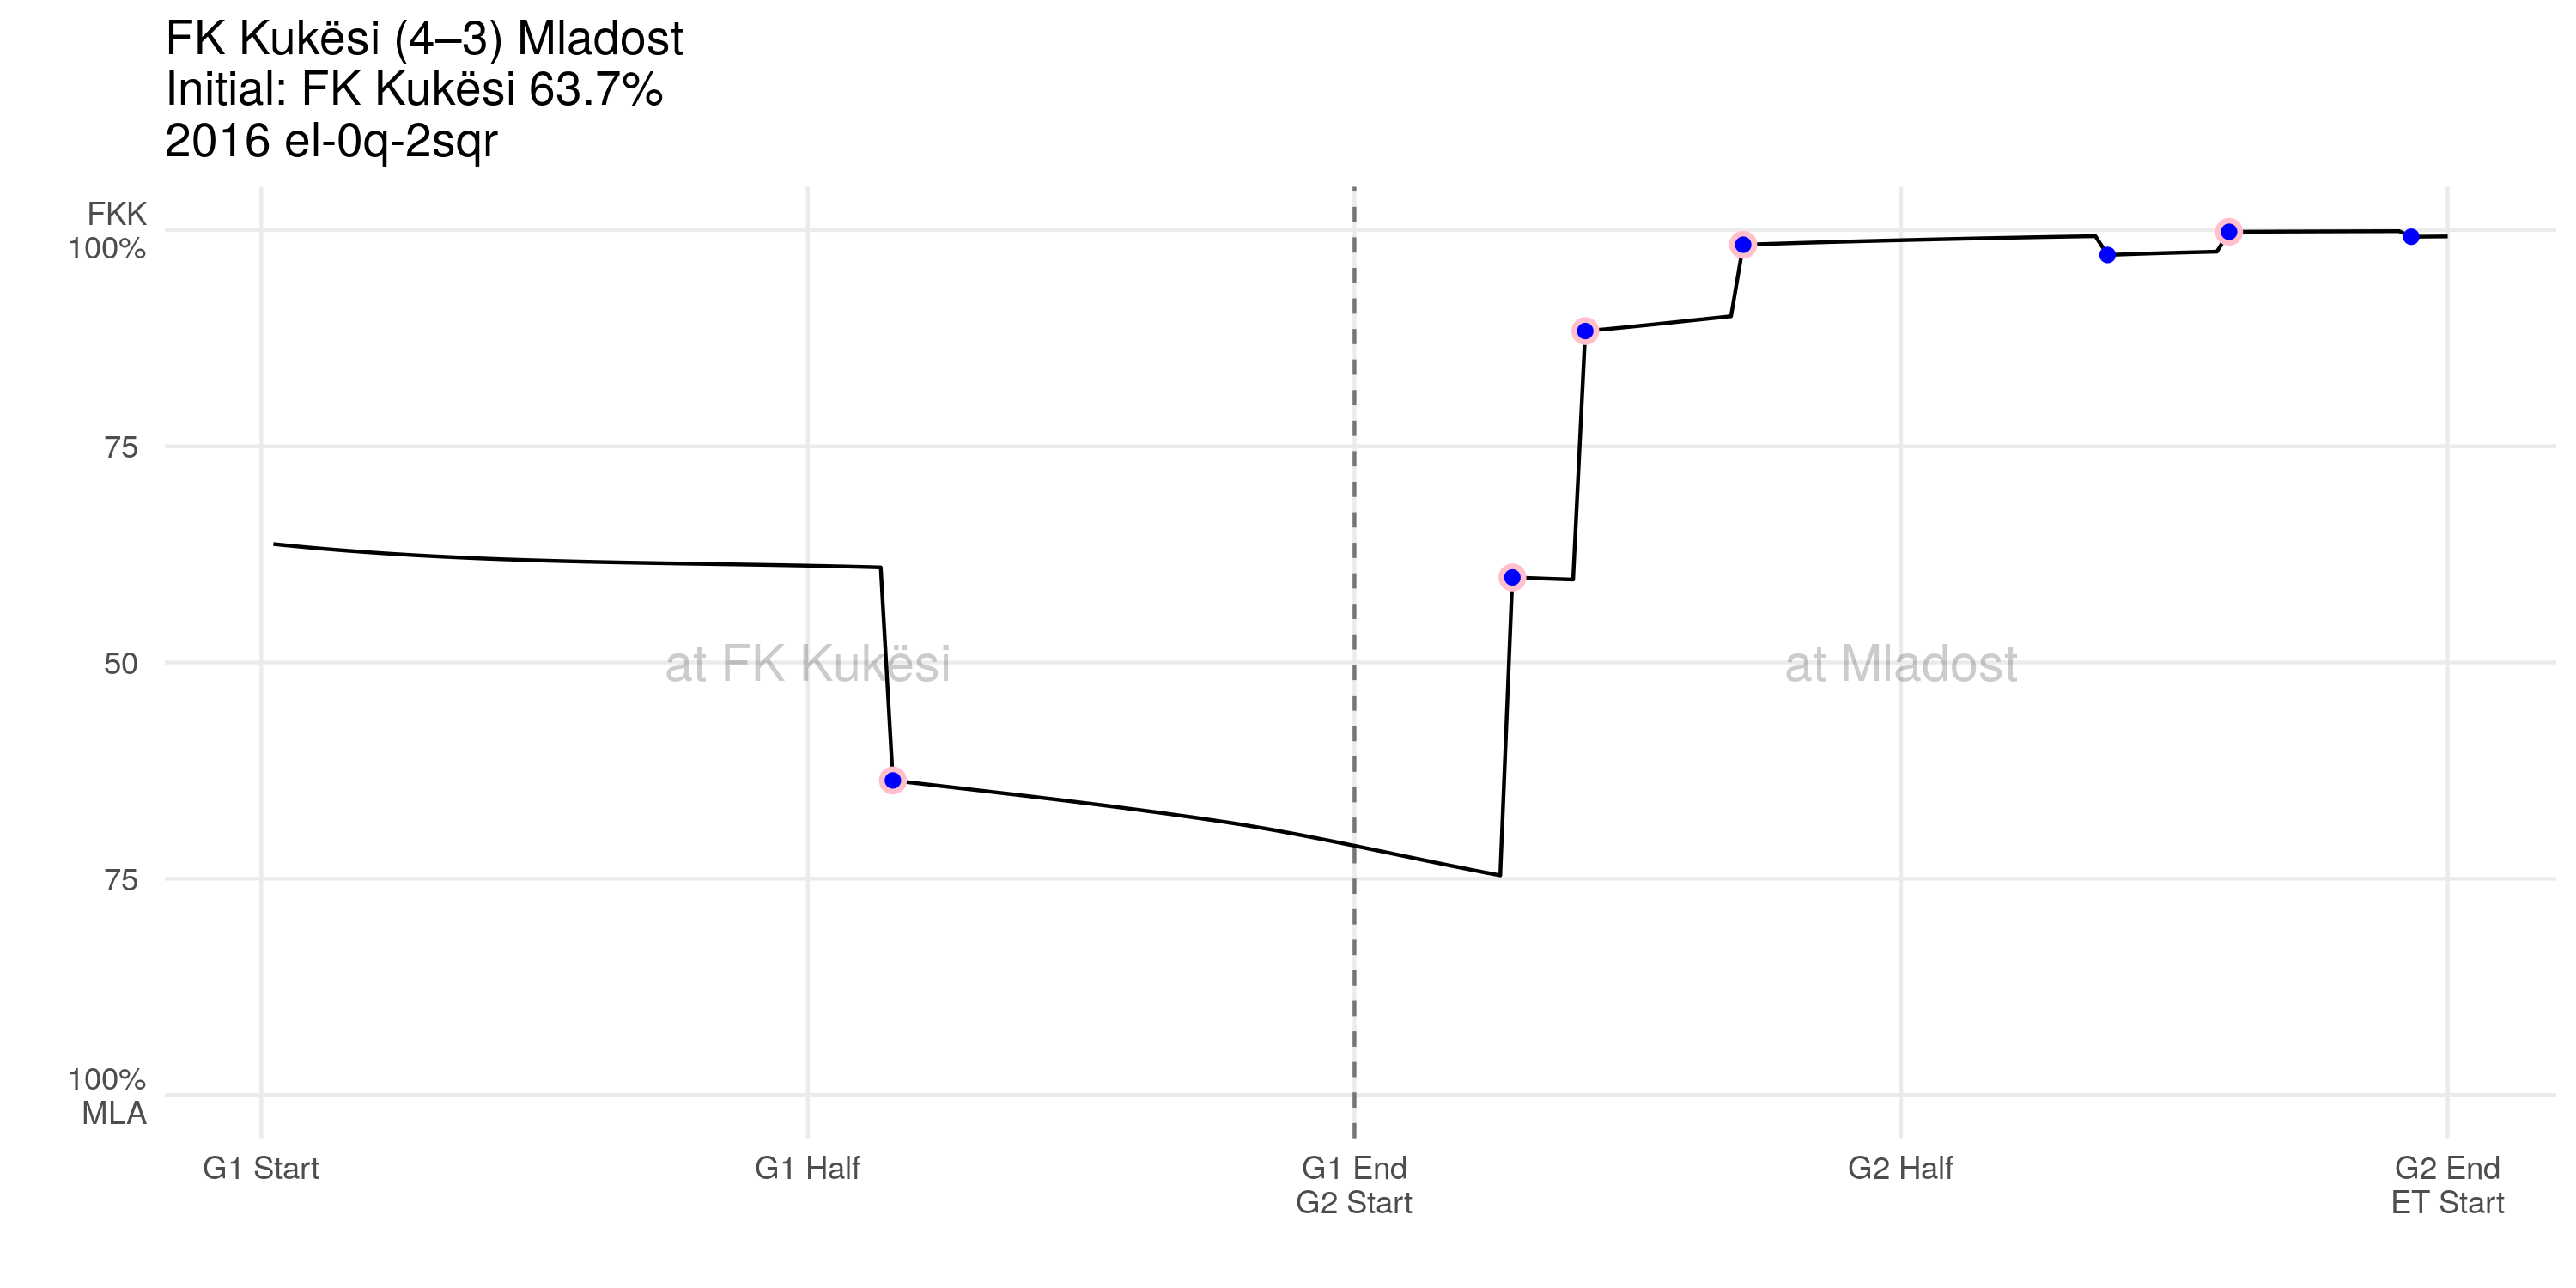 FK Kukësi (4–3) Mladost
Initial: FK Kukësi 63.7%
2016 el-0q-2sqr
FKK
100%
75
50
75
100%
MLA
at FK Kukësi
at Mladost
G1 Start
G1 Half
G1 End
G2 Start
G2 Half
G2 End
ET Start